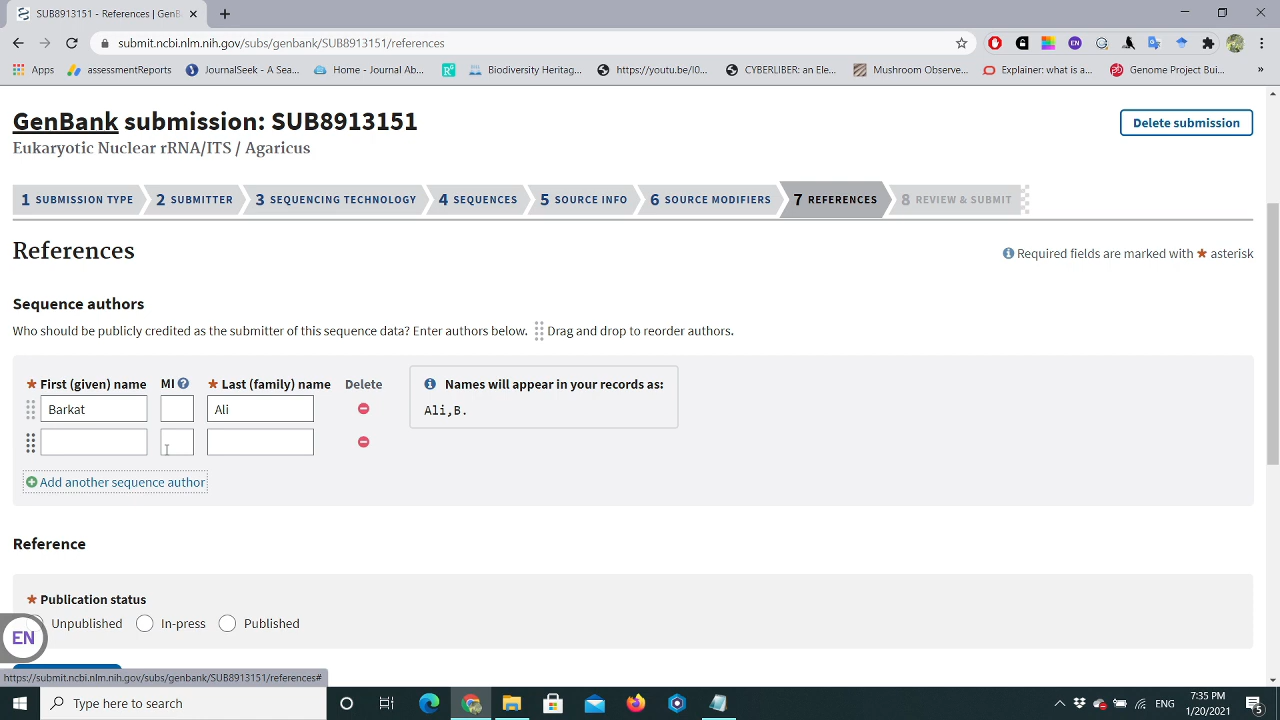 SUB8913151 - References | GenB
submit.ncbi.nlm.nih.gov/subs/genbank/SUB8913151/references
Apps
assessmentReports
JournalSeek - A Sea...
Home - Journal Ab...
Biodiversity Heritag...
https://youtu.be/I0...
CYBERLIBER: an Ele...
Mushroom Observe...
Explainer: what is a...
Genome Project Bui...
GenBank submission: SUB8913151
Delete submission
Eukaryotic Nuclear rRNA/ITS / Agaricus
1 SUBMISSION TYPE
2 SUBMITTER
3 SEQUENCING TECHNOLOGY
4 SEQUENCES
5 SOURCE INFO
6 SOURCE MODIFIERS
7 REFERENCES
8 REVIEW & SUBMIT
References
Required fields are marked with * asterisk
Sequence authors
Who should be publicly credited as the submitter of this sequence data? Enter authors below. Drag and drop to reorder authors.
* First (given) name MI * Last (family) name Delete
Names will appear in your records as:
Barkat Ali
Ali,B.
Add another sequence author
Reference
* Publication status
Unpublished In-press Published
EN
https://submit.ncbi.nlm.nih.gov/subs/genbank/SUB8913151/references#
Type here to search
ENG
7:35 PM
1/20/2021
5